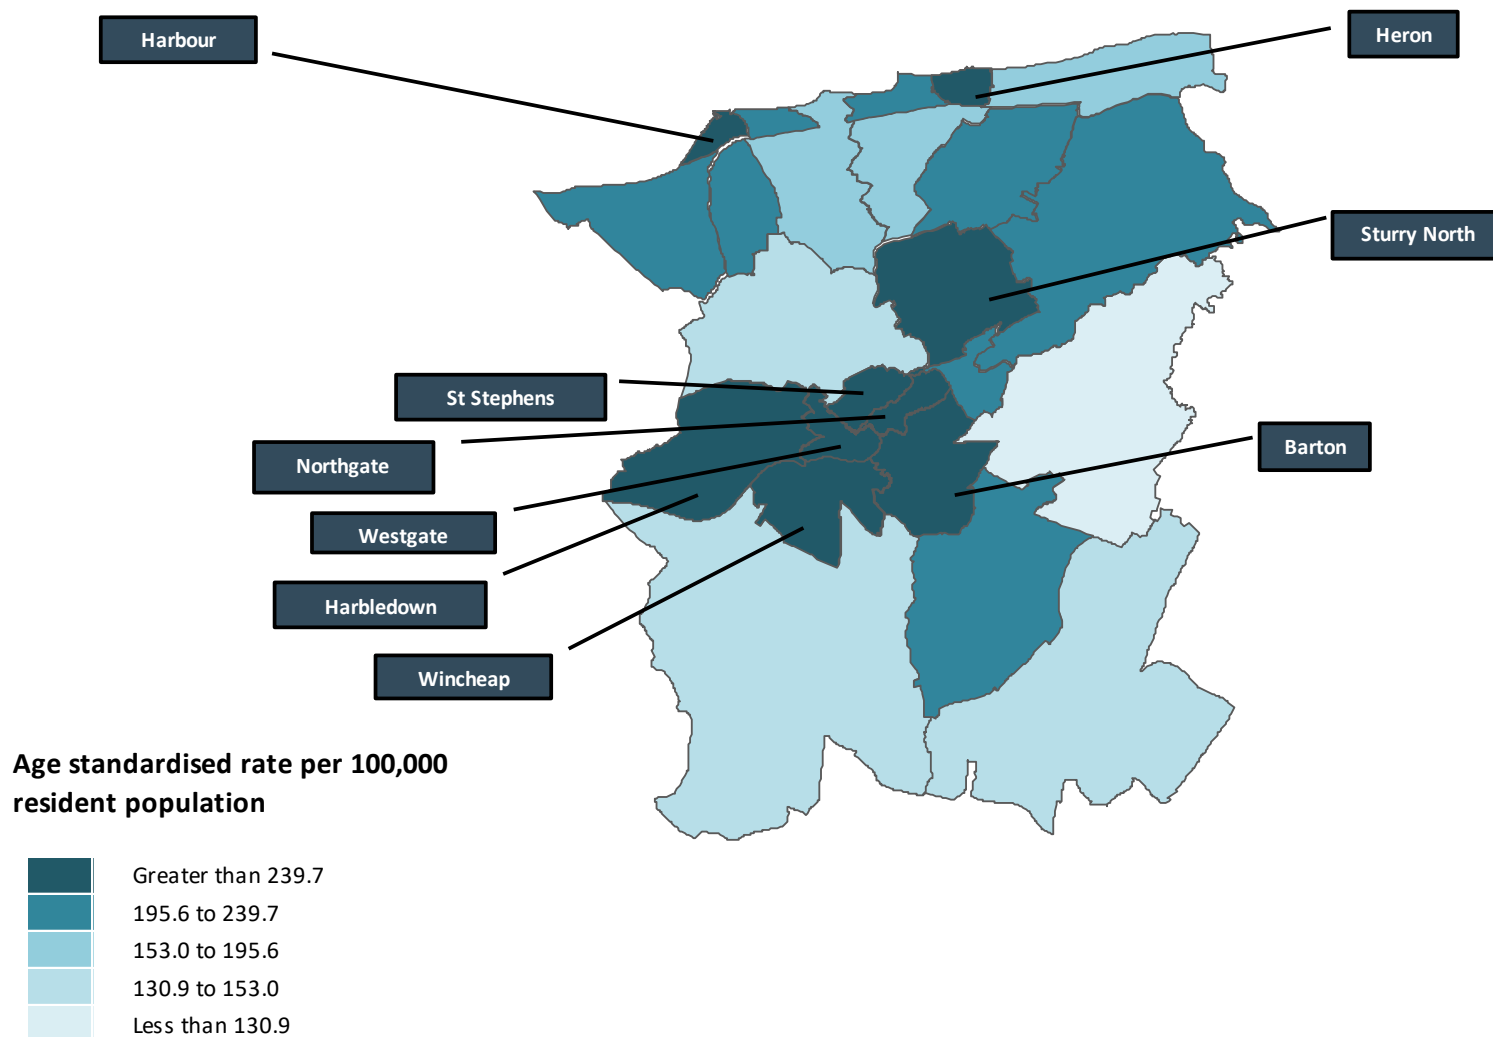 Harbour
Heron
Sturry North
St Stephens
Northgate
Barton
Westgate
Harbledown
Wincheap
Age standardised rate per 100,000
resident population
Greater than 239.7
195.6 to 239.7
153.0 to 195.6
130.9 to 153.0
Less than 130.9